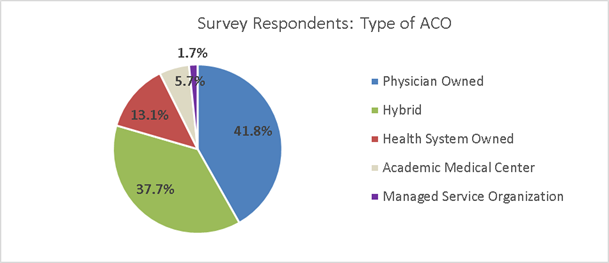 Survey Respondents: Type of ACO
1.7%
5.7%
13.1%
41.8%
37.7%
Physician Owned
Hybrid
Health System Owned
Academic Medical Center
Managed Service Organization